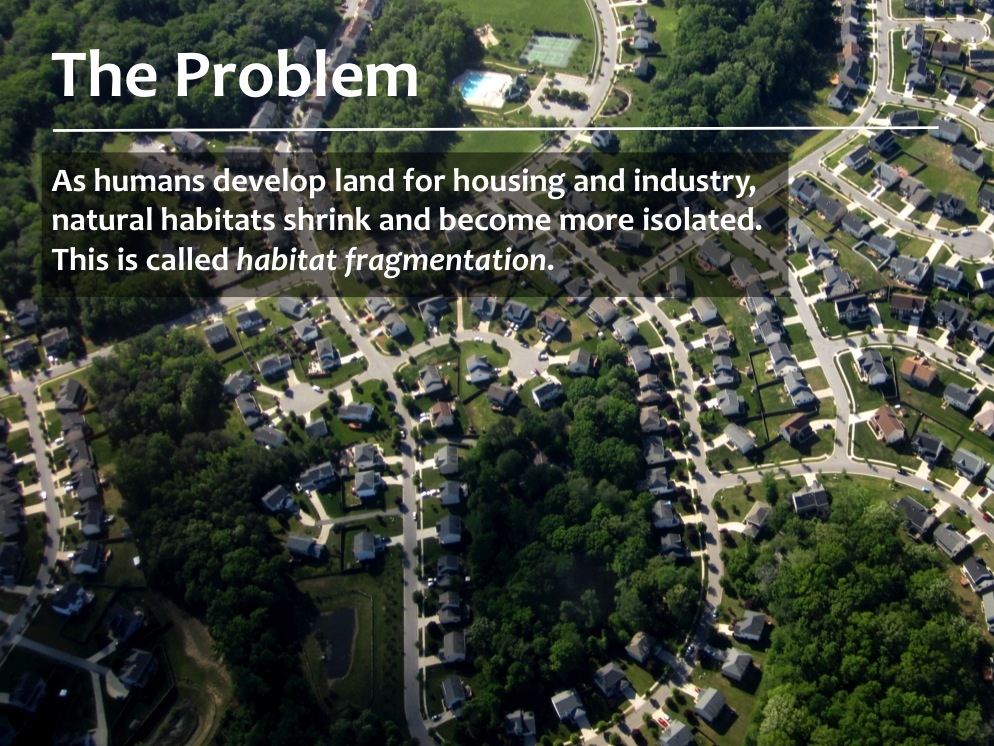 The Problem
As humans develop land for housing and industry,
natural habitats shrink and become more isolated.
This is called habitat fragmentation.